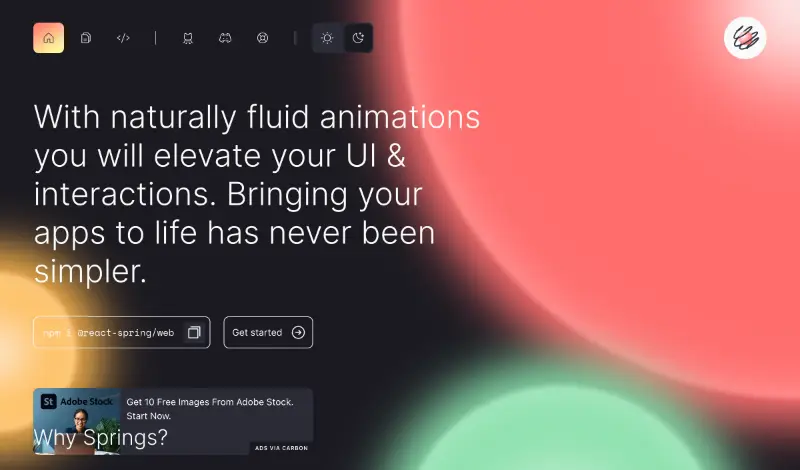 With naturally fluid animations
you will elevate your UI &
interactions. Bringing your
apps to life has never been
simpler.
npm i @react-spring/web
Get started
St Adobe Stock
Get 10 Free Images From Adobe Stock.
Start Now.
Why Springs?
ADS VIA CARBON